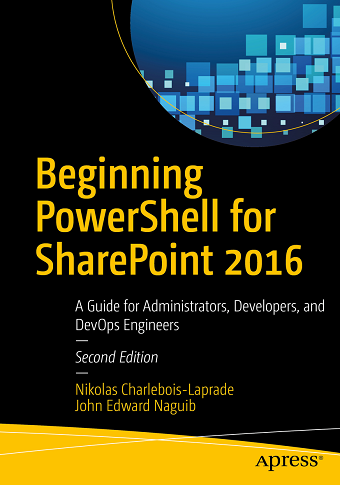 Beginning
PowerShell for
SharePoint 2016
A Guide for Administrators, Developers, and
DevOps Engineers
—
Second Edition
—
Nikolas Charlebois-Laprade
John Edward Naguib
Apress®